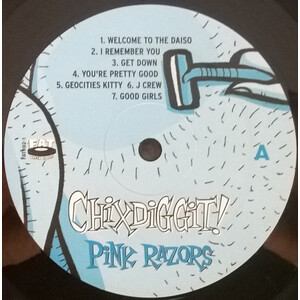 1. WELCOME TO THE DAISO
2. I REMEMBER YOU
3. GET DOWN
4. YOU'RE PRETTY GOOD
5. GEOCITIES KITTY 6. J CREW
7. GOOD GIRLS
FAT
A
CHIXDIGGIT!
PINK RAZORS